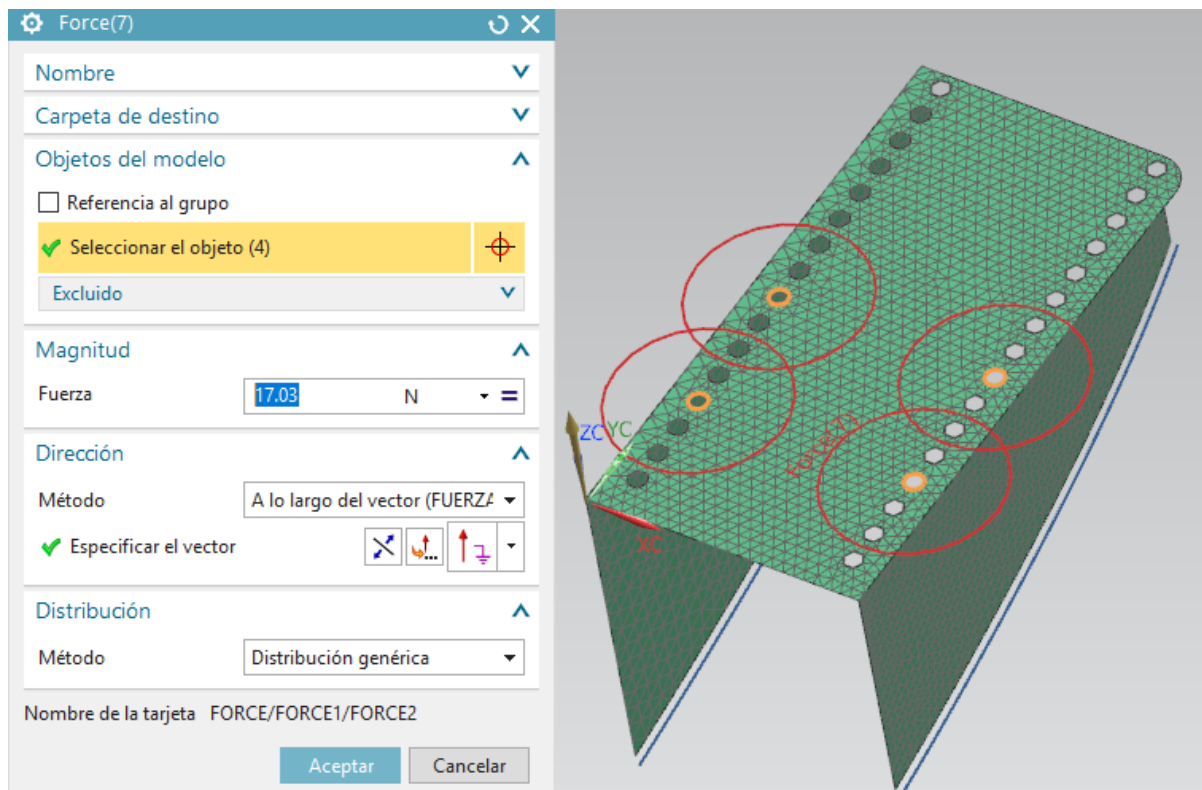 Force(7)
Nombre
Carpeta de destino
Objetos del modelo
Referencia al grupo
Seleccionar el objeto (4)
Excluido
Magnitud
Fuerza 17.03 N
Dirección
Método A lo largo del vector (FUERZA
Especificar el vector
Distribución
Método Distribución genérica
Nombre de la tarjeta FORCE/FORCE1/FORCE2
Aceptar Cancelar
ZC YC
XC
Force(7)